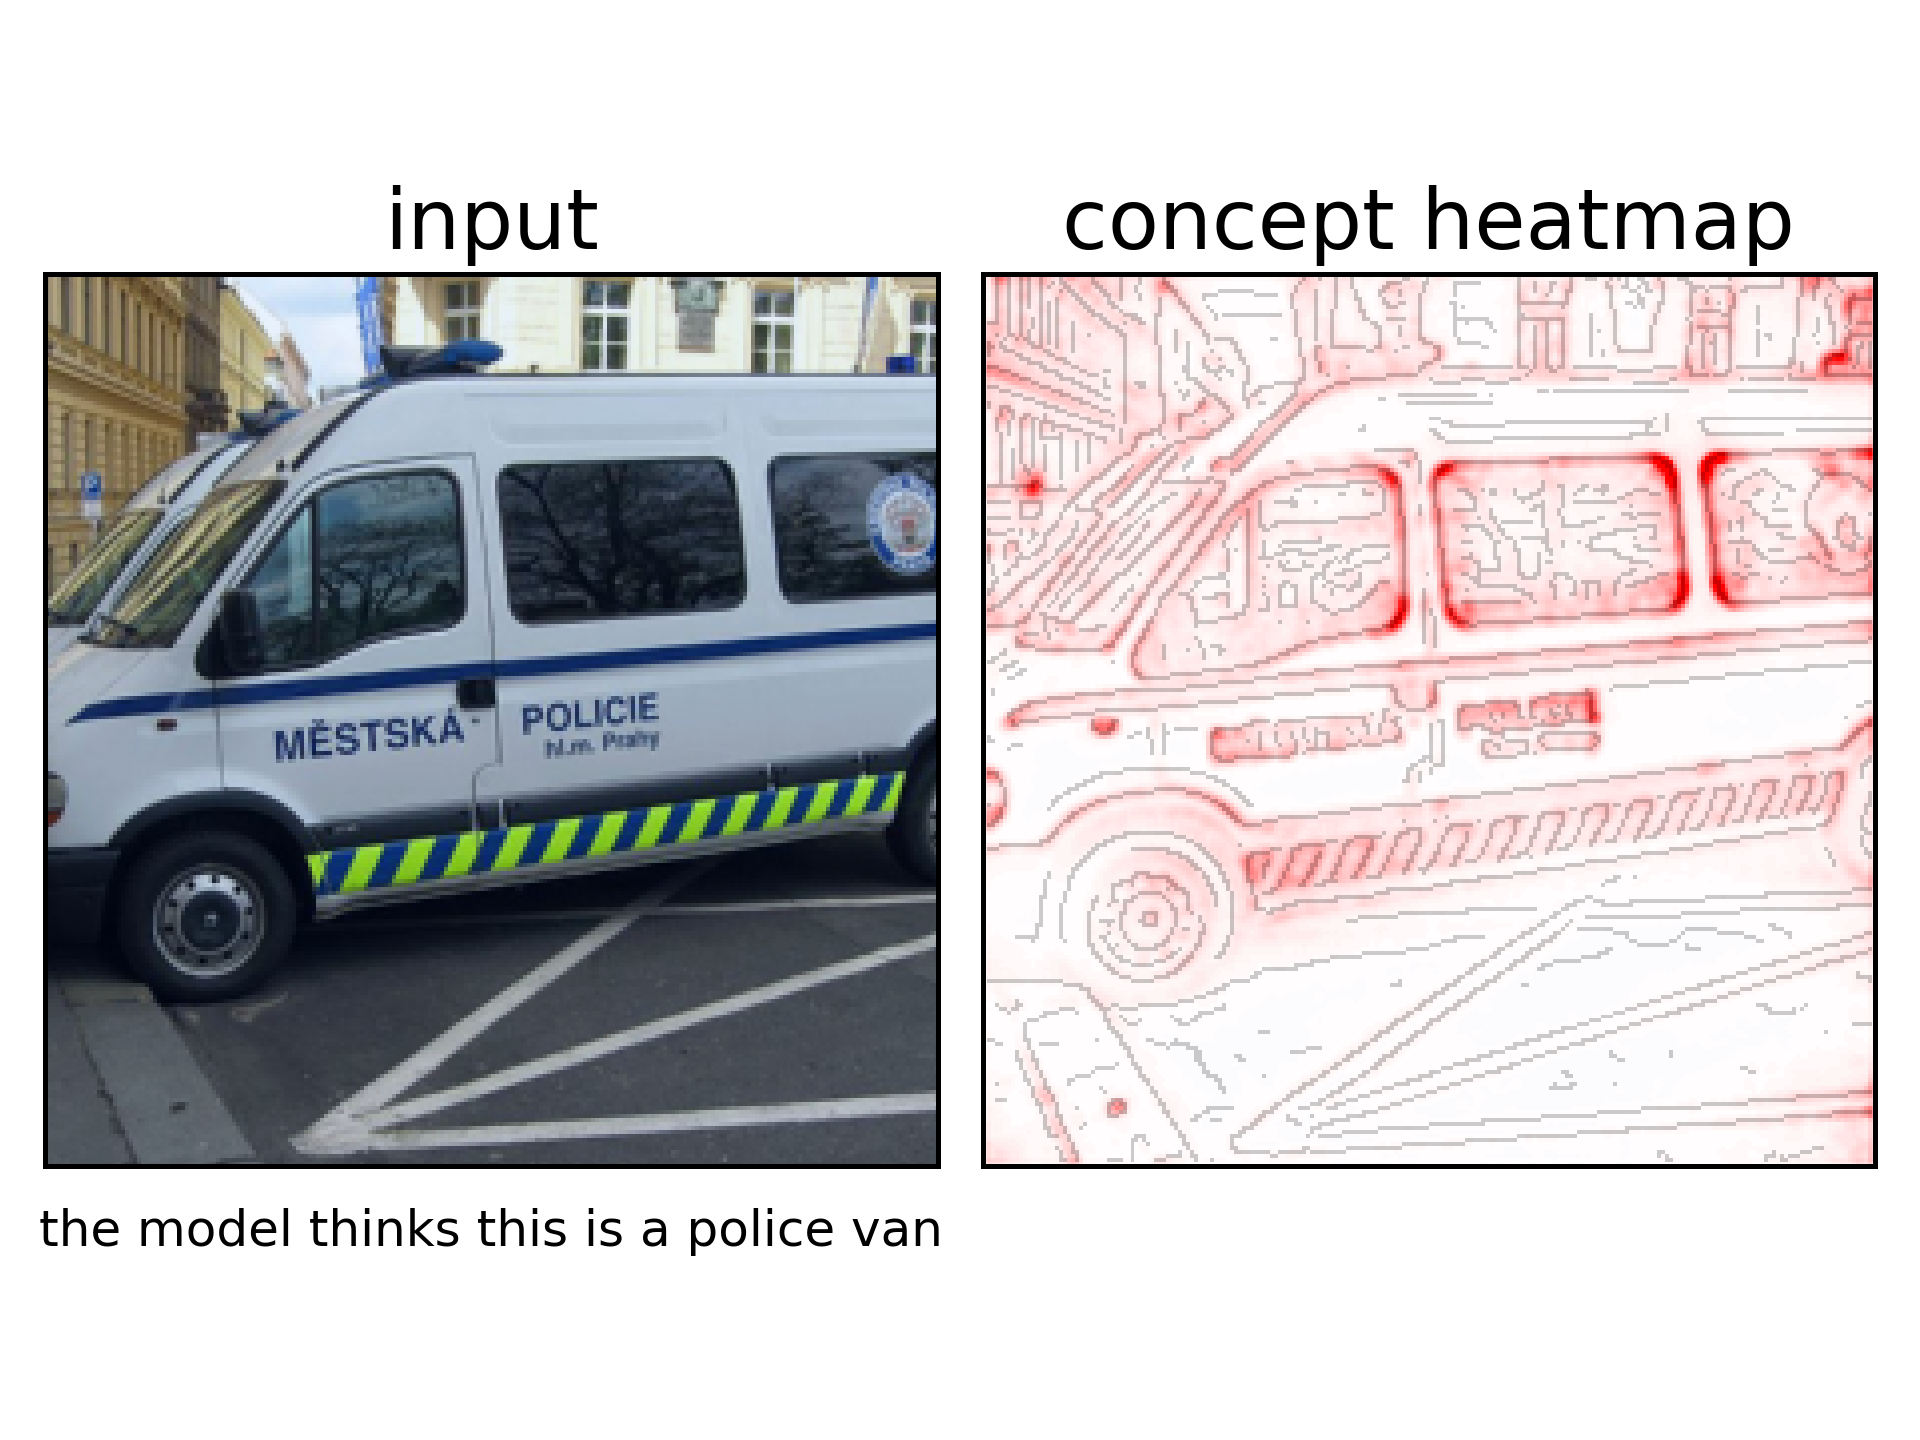 input
concept heatmap
P
MĚSTSKÁ
POLICIE
hl.m. Prahy
the model thinks this is a police van